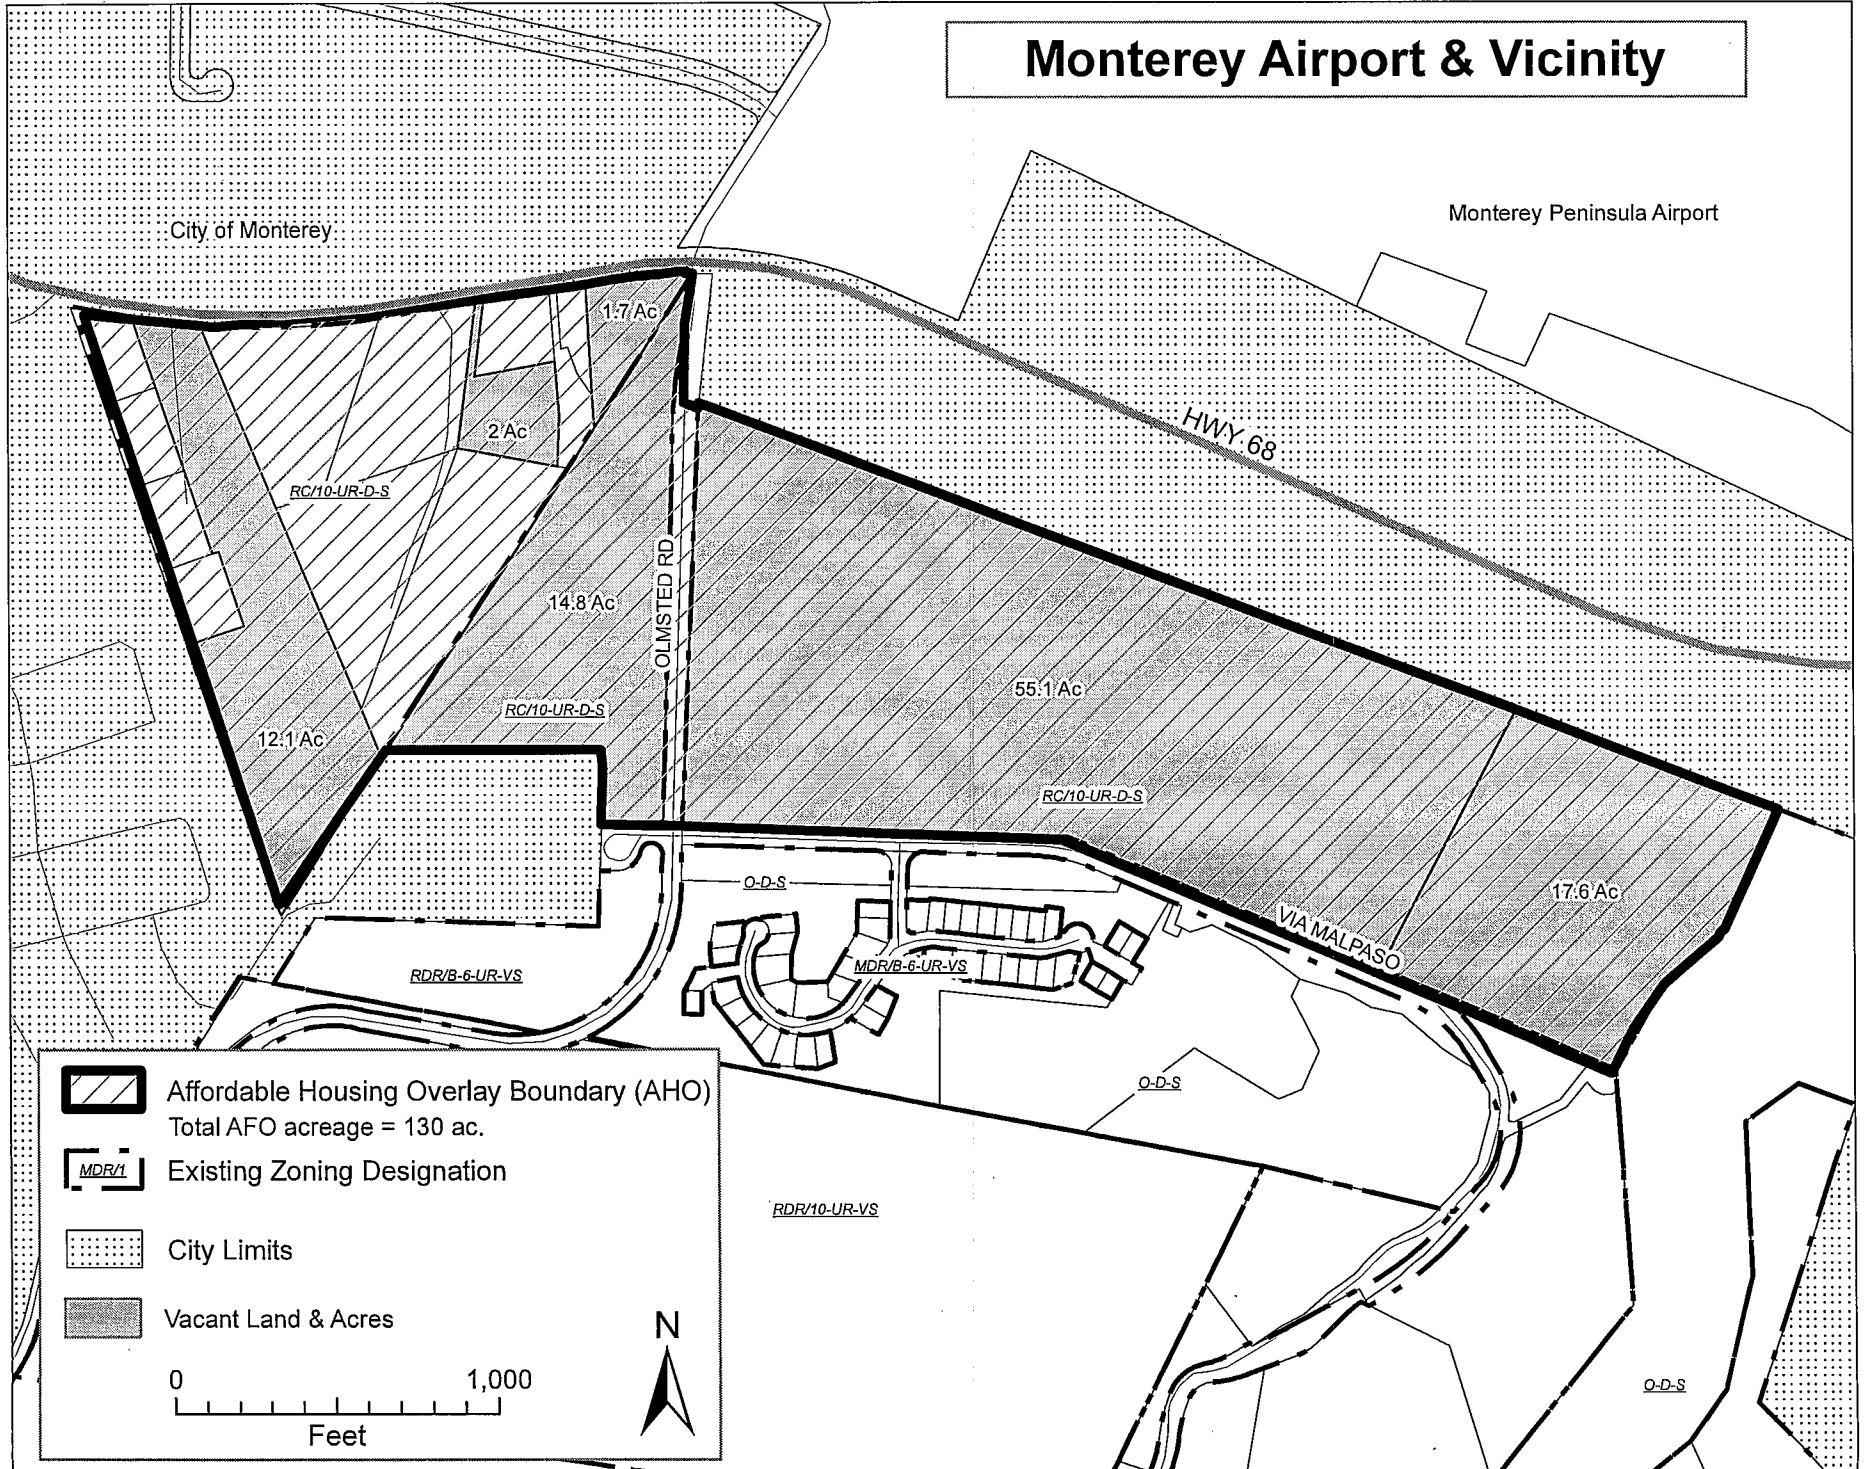 Monterey Airport & Vicinity
Monterey Peninsula Airport
City of Monterey
1.7 Ac
HWY 68
2 Ac
RC/10-UR-D-S
OLMSTED RD
14.8 Ac
55.1 Ac
RC/10-UR-D-S
12.1 Ac
RC/10-UR-D-S
17.6 Ac
O-D-S
VIA MALPASO
MDR/B-6-UR-VS
RDR/B-6-UR-VS
O-D-S
RDR/10-UR-VS
O-D-S
Affordable Housing Overlay Boundary (AHO)
Total AFO acreage = 130 ac.
MDR/1
Existing Zoning Designation
City Limits
Vacant Land & Acres
N
0 1,000
Feet